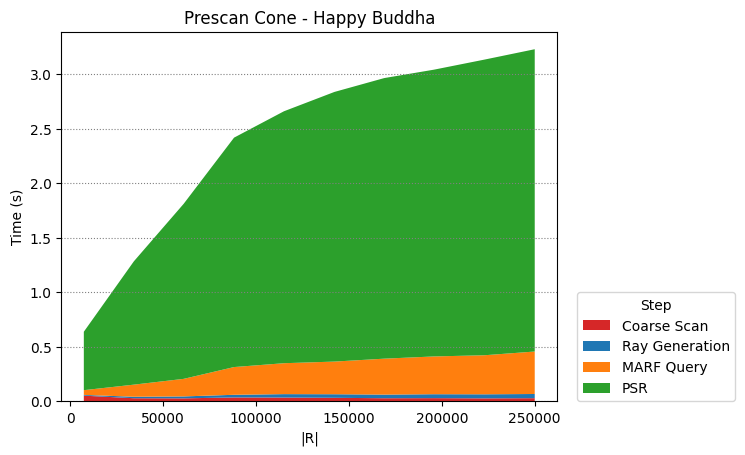 Prescan Cone - Happy Buddha
3.0
2.5
2.0
1.5
1.0
0.5
0.0
Time (s)
0
50000
100000
150000
200000
250000
|R|
Step
Coarse Scan
Ray Generation
MARF Query
PSR